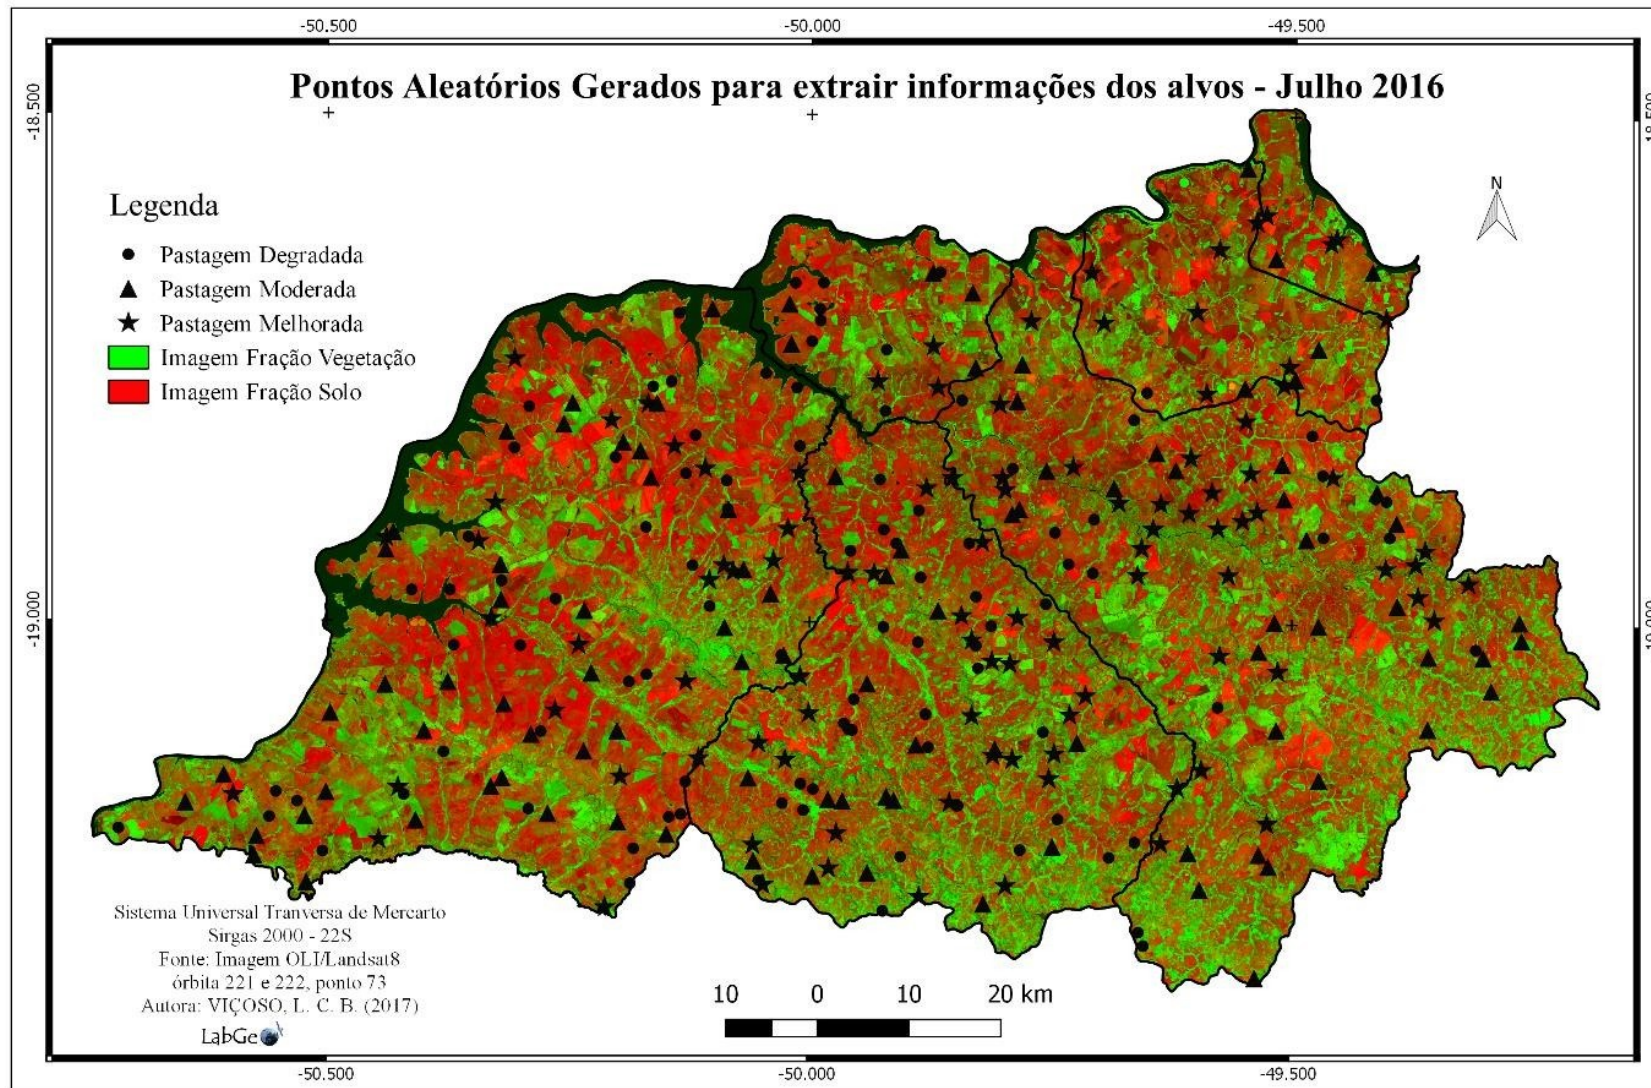 -50.500 -50.000 -49.500
Pontos Aleatórios Gerados para extrair informações dos alvos - Julho 2016
-18.500
N
Legenda
Pastagem Degradada
Pastagem Moderada
Pastagem Melhorada
Imagem Fração Vegetação
Imagem Fração Solo
-19.000
Sistema Universal Tranversa de Mercarto
Sirgas 2000 - 22S
Fonte: Imagem OLI/Landsat8
órbita 221 e 222, ponto 73
Autora: VIÇOSO, L. C. B. (2017)
LabGe
10 0 10 20 km
-50.500 -50.000 -49.500